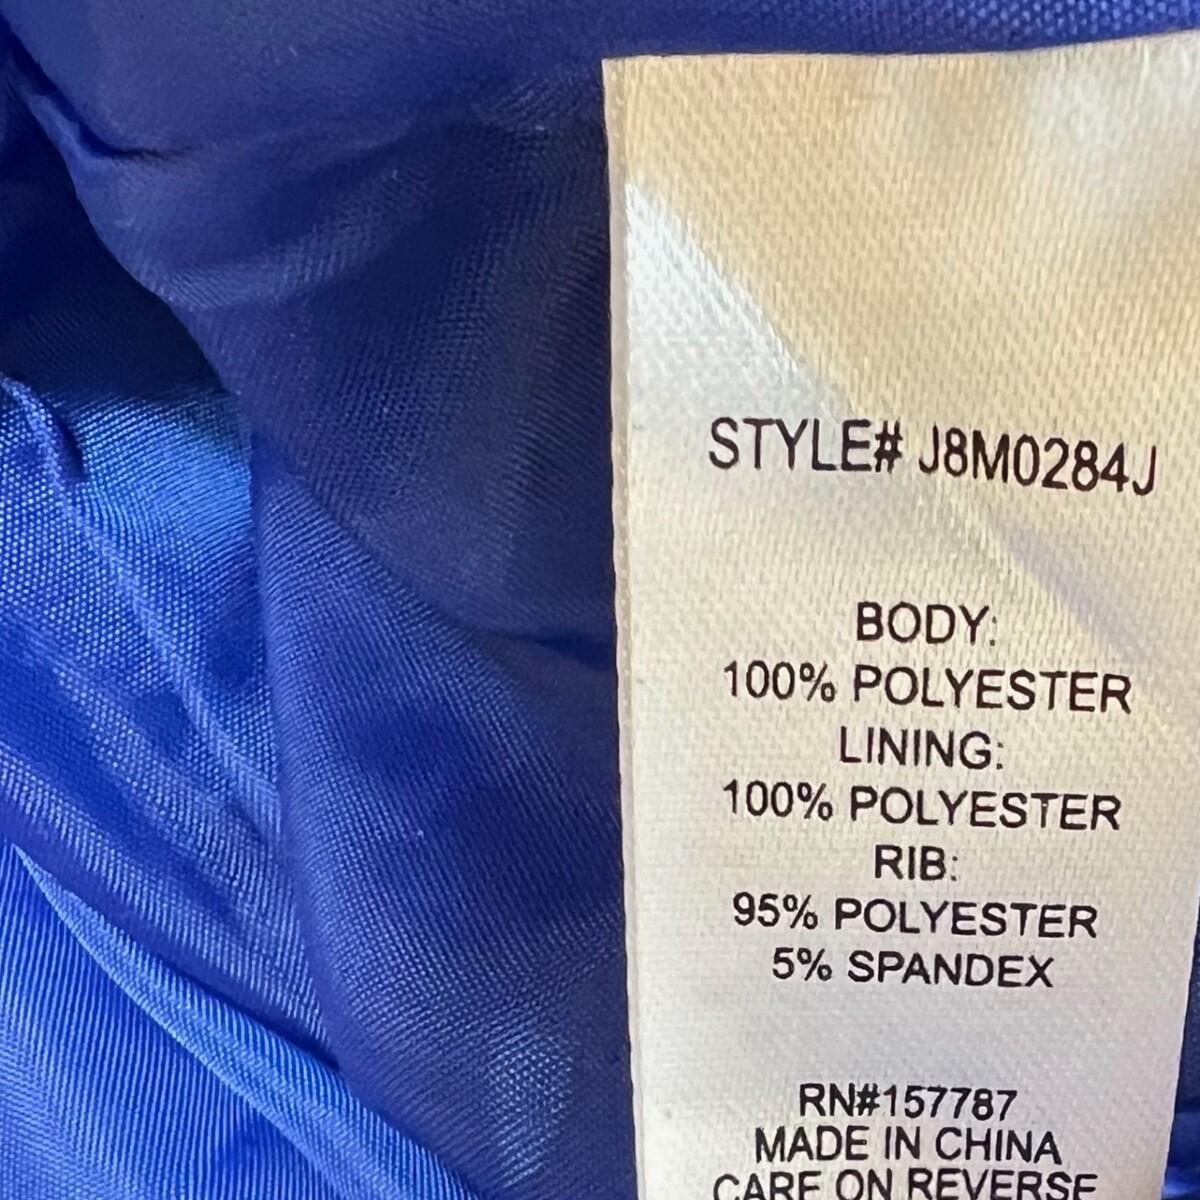 STYLE# J8M0284J
BODY:
100% POLYESTER
LINING:
100% POLYESTER
RIB:
95% POLYESTER
5% SPANDEX
RN#157787
MADE IN CHINA
CARE ON REVERSE